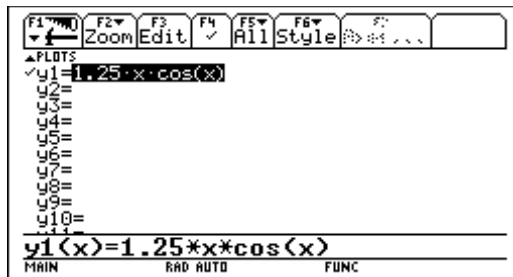 F1 F2 F3 F4 F5 F6 F7
Zoom Edit ✓ All Style
PLOTS
✓y1=1.25·x·cos(x)
y2=
y3=
y4=
y5=
y6=
y7=
y8=
y9=
y10=
y1(x)=1.25*x*cos(x)
MAIN RAD AUTO FUNC